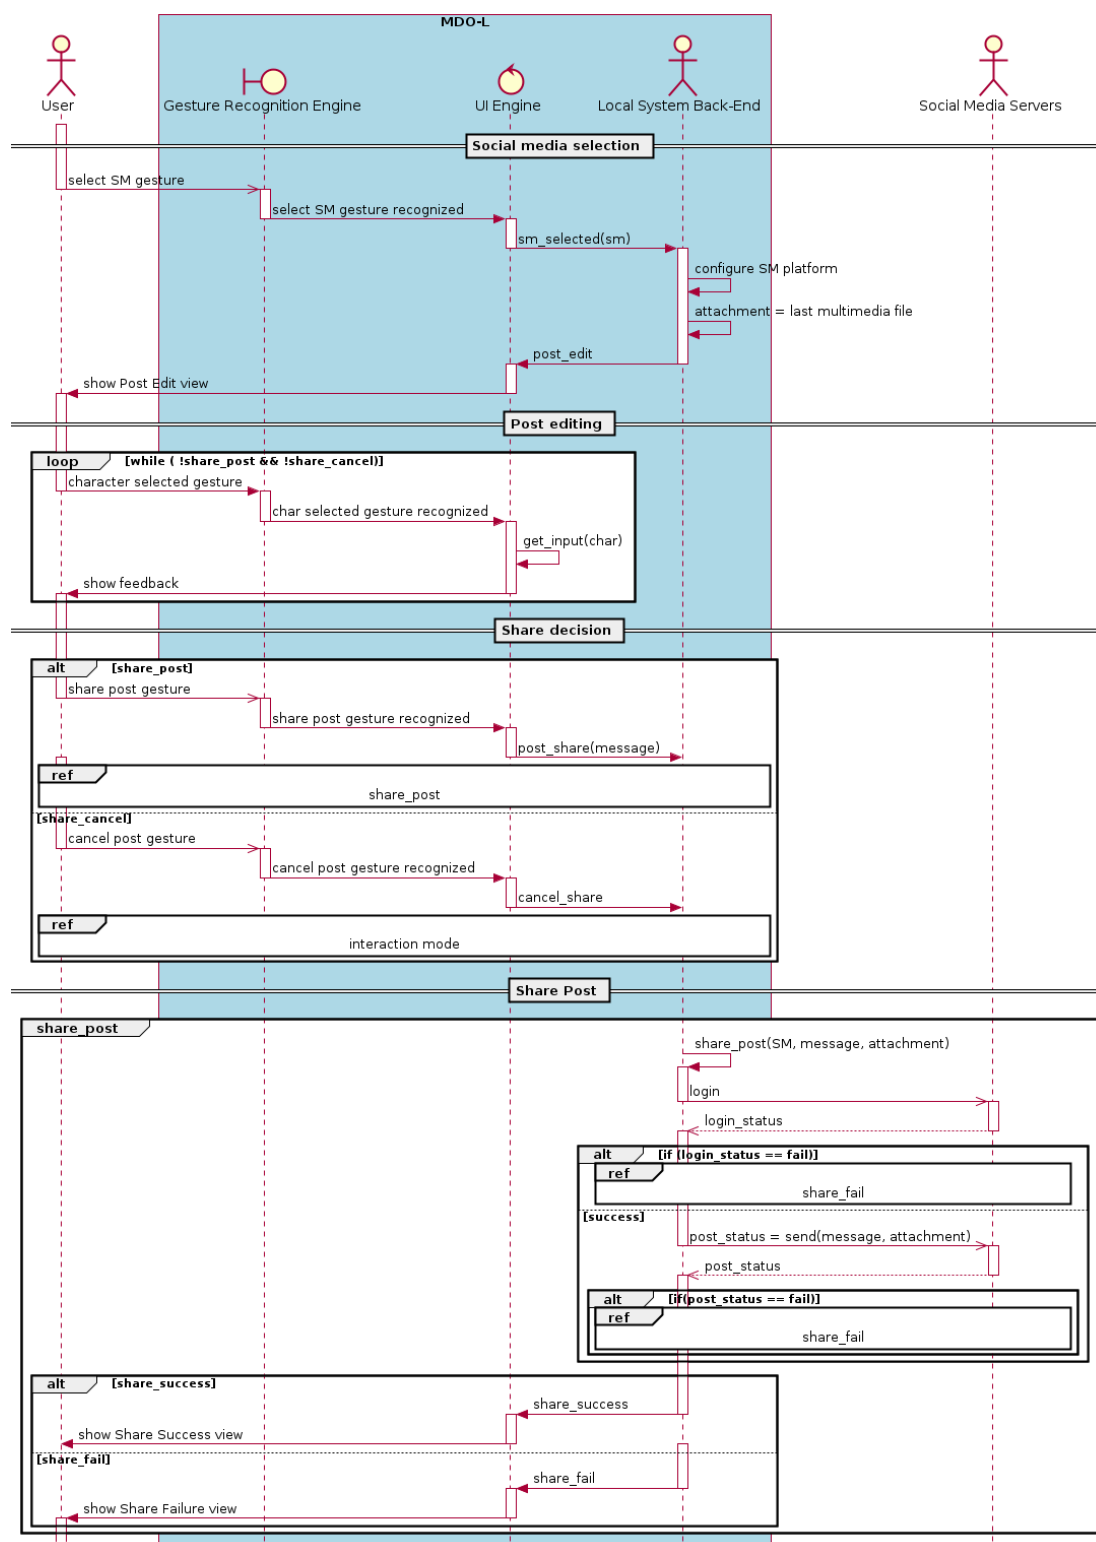 MDO-L
User
Gesture Recognition Engine
UI Engine
Local System Back-End
Social Media Servers
Social media selection
select SM gesture
select SM gesture recognized
sm_selected(sm)
configure SM platform
attachment = last multimedia file
post_edit
show Post Edit view
Post editing
loop [while ( !share_post && !share_cancel)]
character selected gesture
char selected gesture recognized
get_input(char)
show feedback
Share decision
alt [share_post]
share post gesture
share post gesture recognized
post_share(message)
ref
share_post
[share_cancel]
cancel post gesture
cancel post gesture recognized
cancel_share
ref
interaction mode
Share Post
share_post
share_post(SM, message, attachment)
login
login_status
alt [if (login_status == fail)]
ref
share_fail
[success]
post_status = send(message, attachment)
post_status
alt [if(post_status == fail)]
ref
share_fail
alt [share_success]
share_success
show Share Success view
[share_fail]
share_fail
show Share Failure view